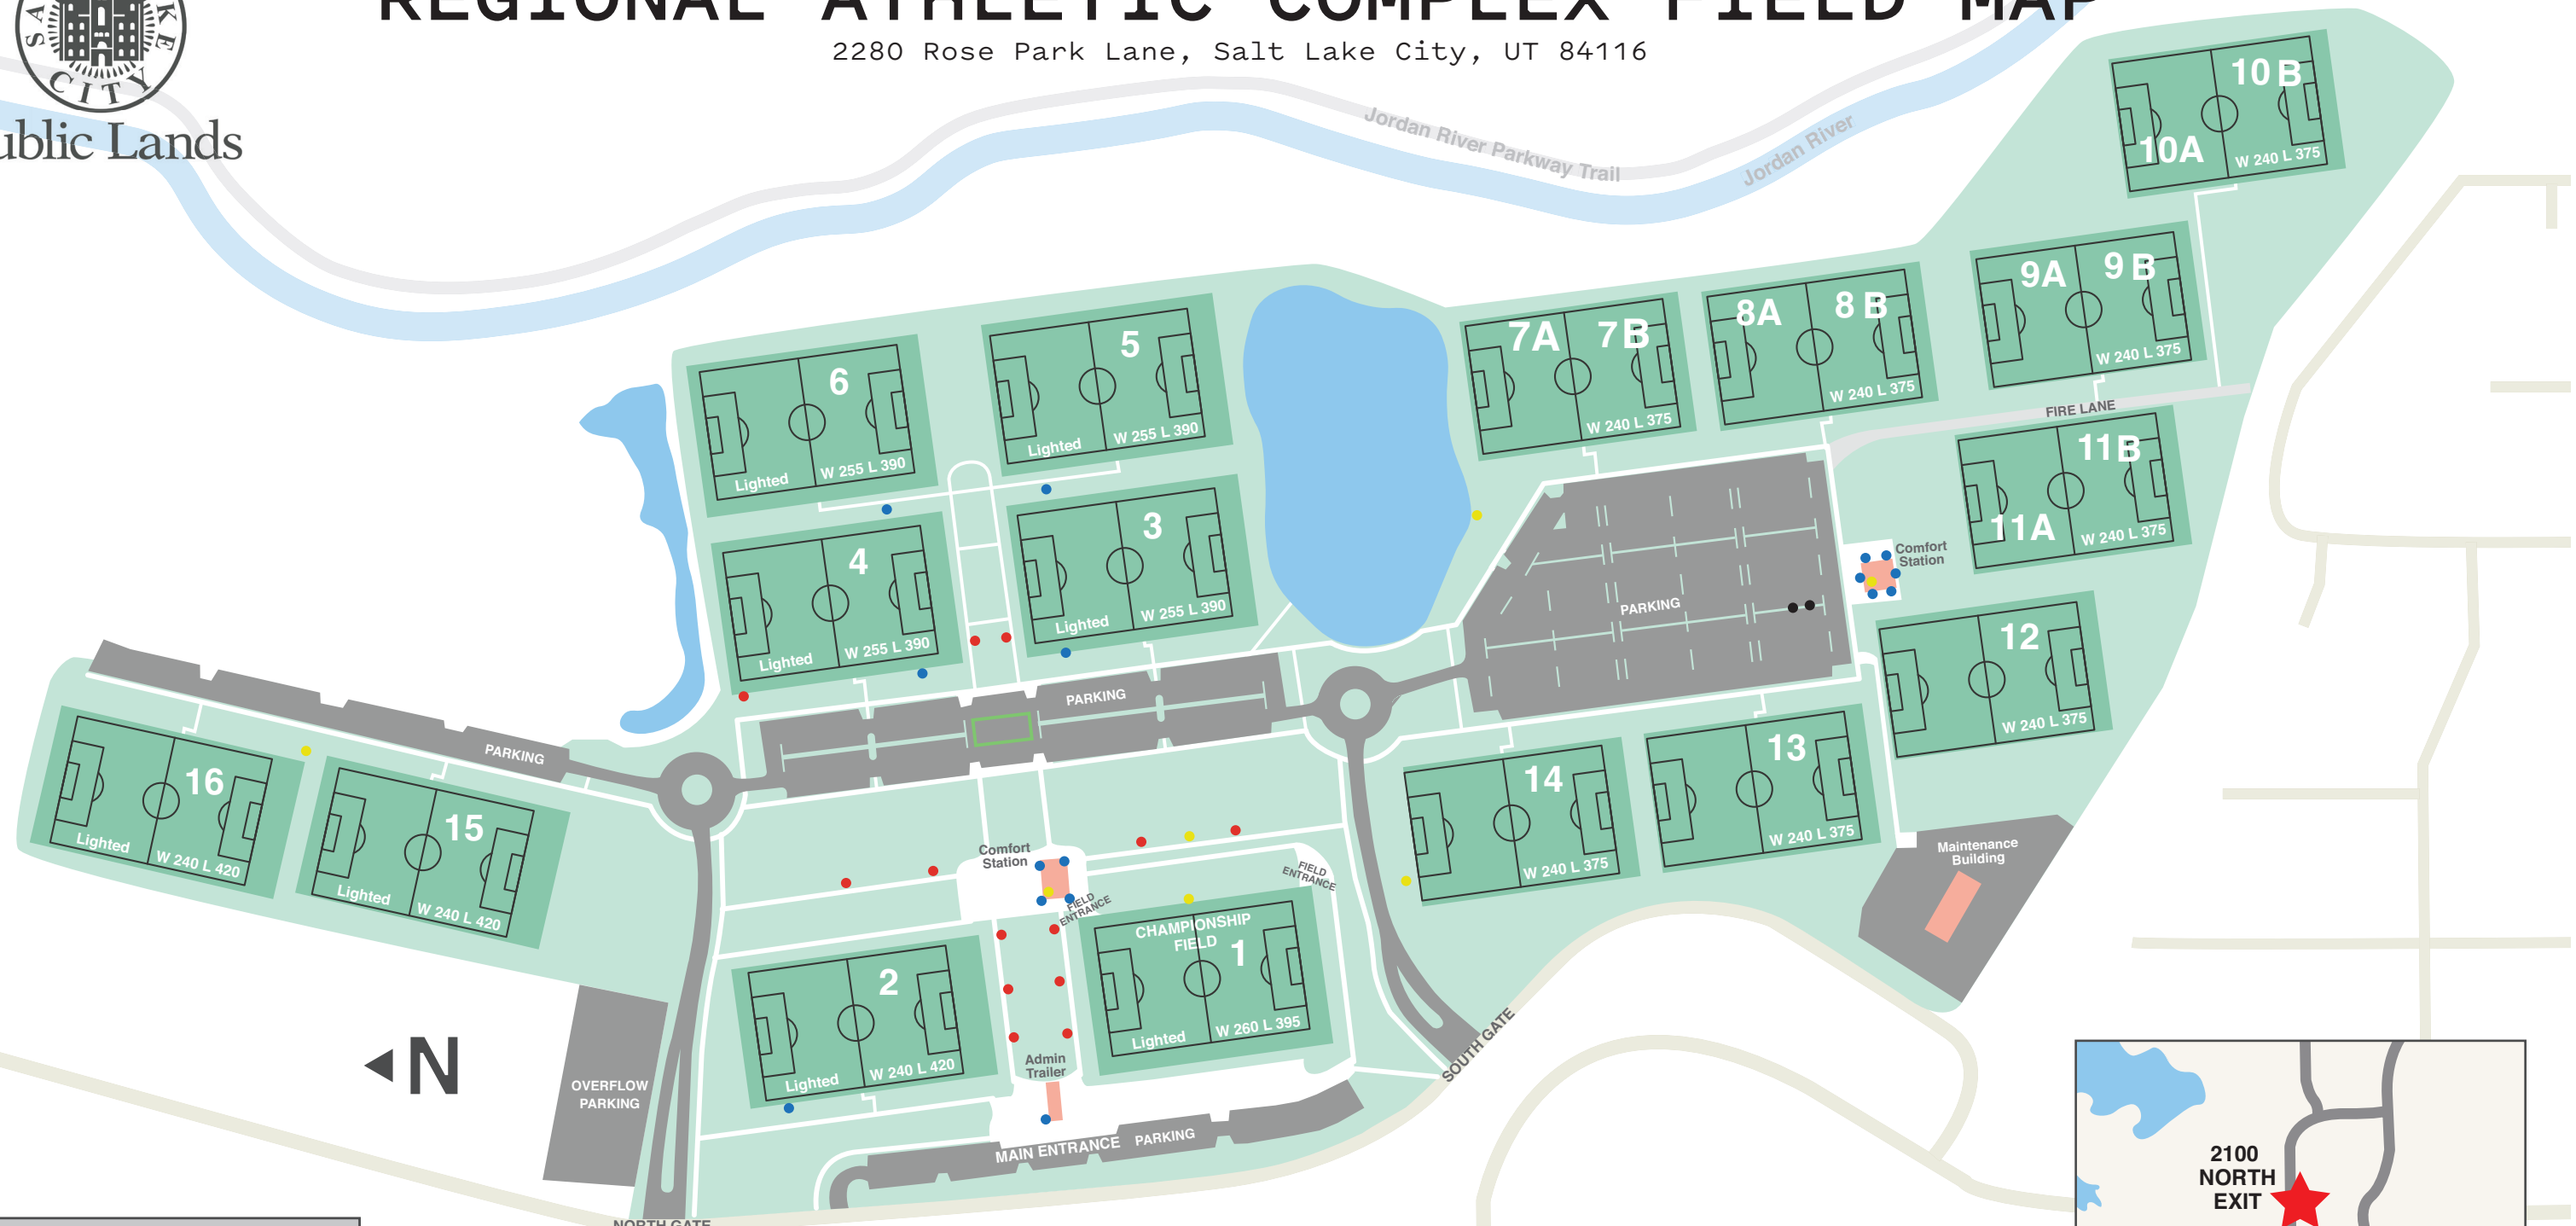 REGIONAL ATHLETIC COMPLEX FIELD MAP
2280 Rose Park Lane, Salt Lake City, UT 84116
CITY
ublic Lands
Jordan River Parkway Trail
Jordan River
10 B
10A
W 240 L 375
9A
9 B
W 240 L 375
FIRE LANE
8A
8 B
W 240 L 375
7A
7B
W 240 L 375
11B
11A
W 240 L 375
5
Lighted
W 255 L 390
6
Lighted
W 255 L 390
3
Lighted
W 255 L 390
4
Lighted
W 255 L 390
Comfort
Station
PARKING
12
W 240 L 375
PARKING
13
W 240 L 375
14
W 240 L 375
PARKING
16
Lighted
W 240 L 420
15
Lighted
W 240 L 420
Comfort
Station
FIELD
ENTRANCE
FIELD
ENTRANCE
Maintenance
Building
CHAMPIONSHIP
FIELD
1
Lighted
W 260 L 395
2
Lighted
W 240 L 420
Admin
Trailer
SOUTH GATE
N
OVERFLOW
PARKING
MAIN ENTRANCE
PARKING
2100
NORTH
EXIT
NORTH GATE